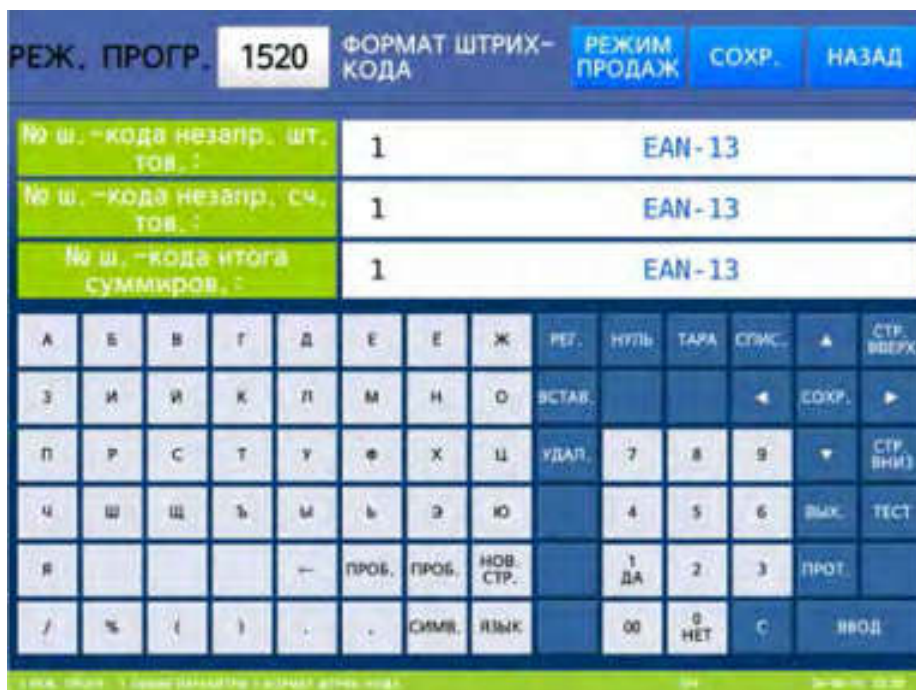 РЕЖ. ПРОГР. 1520 ФОРМАТ ШТРИХ-КОДА РЕЖИМ ПРОДАЖ СОХР. НАЗАД
№ ш.-кода незапр. шт. тов.: 1 EAN-13
№ ш.-кода незапр. сч. тов.: 1 EAN-13
№ ш.-кода итога суммиров.: 1 EAN-13
А Б В Г Д Е Ё Ж РЕГ. НУЛЬ ТАРА СПИС. ▲ СТР. ВВЕРХ
З И Й К Л М Н О ВСТАВ. ◄ СОХР. ►
П Р С Т У Ф Х Ц УДАЛ. 7 8 9 ▼ СТР. ВНИЗ
Ч Ш Щ Ъ Ы Ь Э Ю 4 5 6 ВЫХ. ТЕСТ
Я ← ПРОБ. ПРОБ. НОВ. СТР. 1 ДА 2 3 ПРОТ.
/ % ( ) СИМВ. ЯЗЫК 00 0 НЕТ С ВВОД